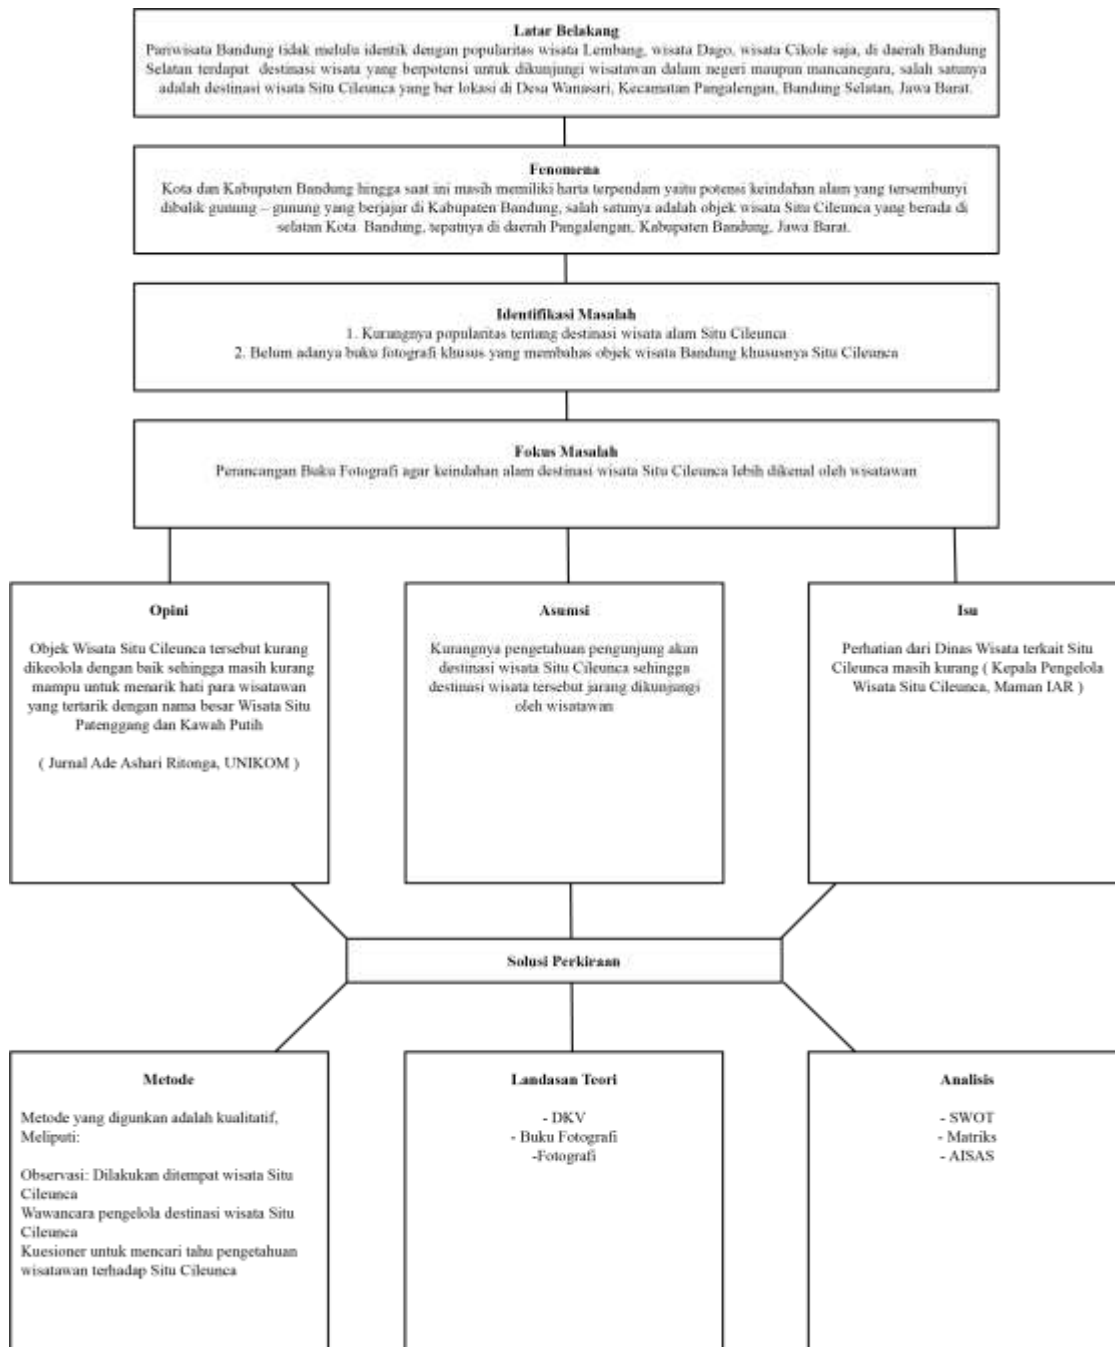 Latar Belakang
Pariwisata Bandung tidak melulu identik dengan popularitas wisata Lembang, wisata Dago, wisata Cikole saja, di daerah Bandung
Selatan terdapat destinasi wisata yang berpotensi untuk dikunjungi wisatawan dalam negeri maupun mancanegara, salah satunya
adalah destinasi wisata Situ Cileunca yang ber lokasi di Desa Wanasari, Kecamatan Pangalengan, Bandung Selatan, Jawa Barat.
Fenomena
Kota dan Kabupaten Bandung hingga saat ini masih memiliki harta terpendam yaitu potensi keindahan alam yang tersembunyi
dibalik gunung – gunung yang berjajar di Kabupaten Bandung, salah satunya adalah objek wisata Situ Cileunca yang berada di
selatan Kota Bandung, tepatnya di daerah Pangalengan, Kabupaten Bandung, Jawa Barat.
Identifikasi Masalah
1. Kurangnya popularitas tentang destinasi wisata alam Situ Cileunca
2. Belum adanya buku fotografi khusus yang membahas objek wisata Bandung khususnya Situ Cileunca
Fokus Masalah
Perancangan Buku Fotografi agar keindahan alam destinasi wisata Situ Cileunca lebih dikenal oleh wisatawan
Opini
Objek Wisata Situ Cileunca tersebut kurang
dikeolola dengan baik sehingga masih kurang
mampu untuk menarik hati para wisatawan
yang tertarik dengan nama besar Wisata Situ
Patenggang dan Kawah Putih
( Jurnal Ade Ashari Ritonga, UNIKOM )
Asumsi
Kurangnya pengetahuan pengunjung akan
destinasi wisata Situ Cileunca sehingga
destinasi wisata tersebut jarang dikunjangi
oleh wisatawan
Isu
Perhatian dari Dinas Wisata terkait Situ
Cileunca masih kurang ( Kepala Pengelola
Wisata Situ Cileunca, Maman IAR )
Solusi Perkiraan
Metode
Metode yang digunkan adalah kualitatif,
Meliputi:
Observasi: Dilakukan ditempat wisata Situ
Cileunca
Wawancara pengelola destinasi wisata Situ
Cileunca
Kuesioner untuk mencari tahu pengetahuan
wisatawan terhadap Situ Cileunca
Landasan Teori
- DKV
- Buku Fotografi
-Fotografi
Analisis
- SWOT
- Matriks
- AISAS